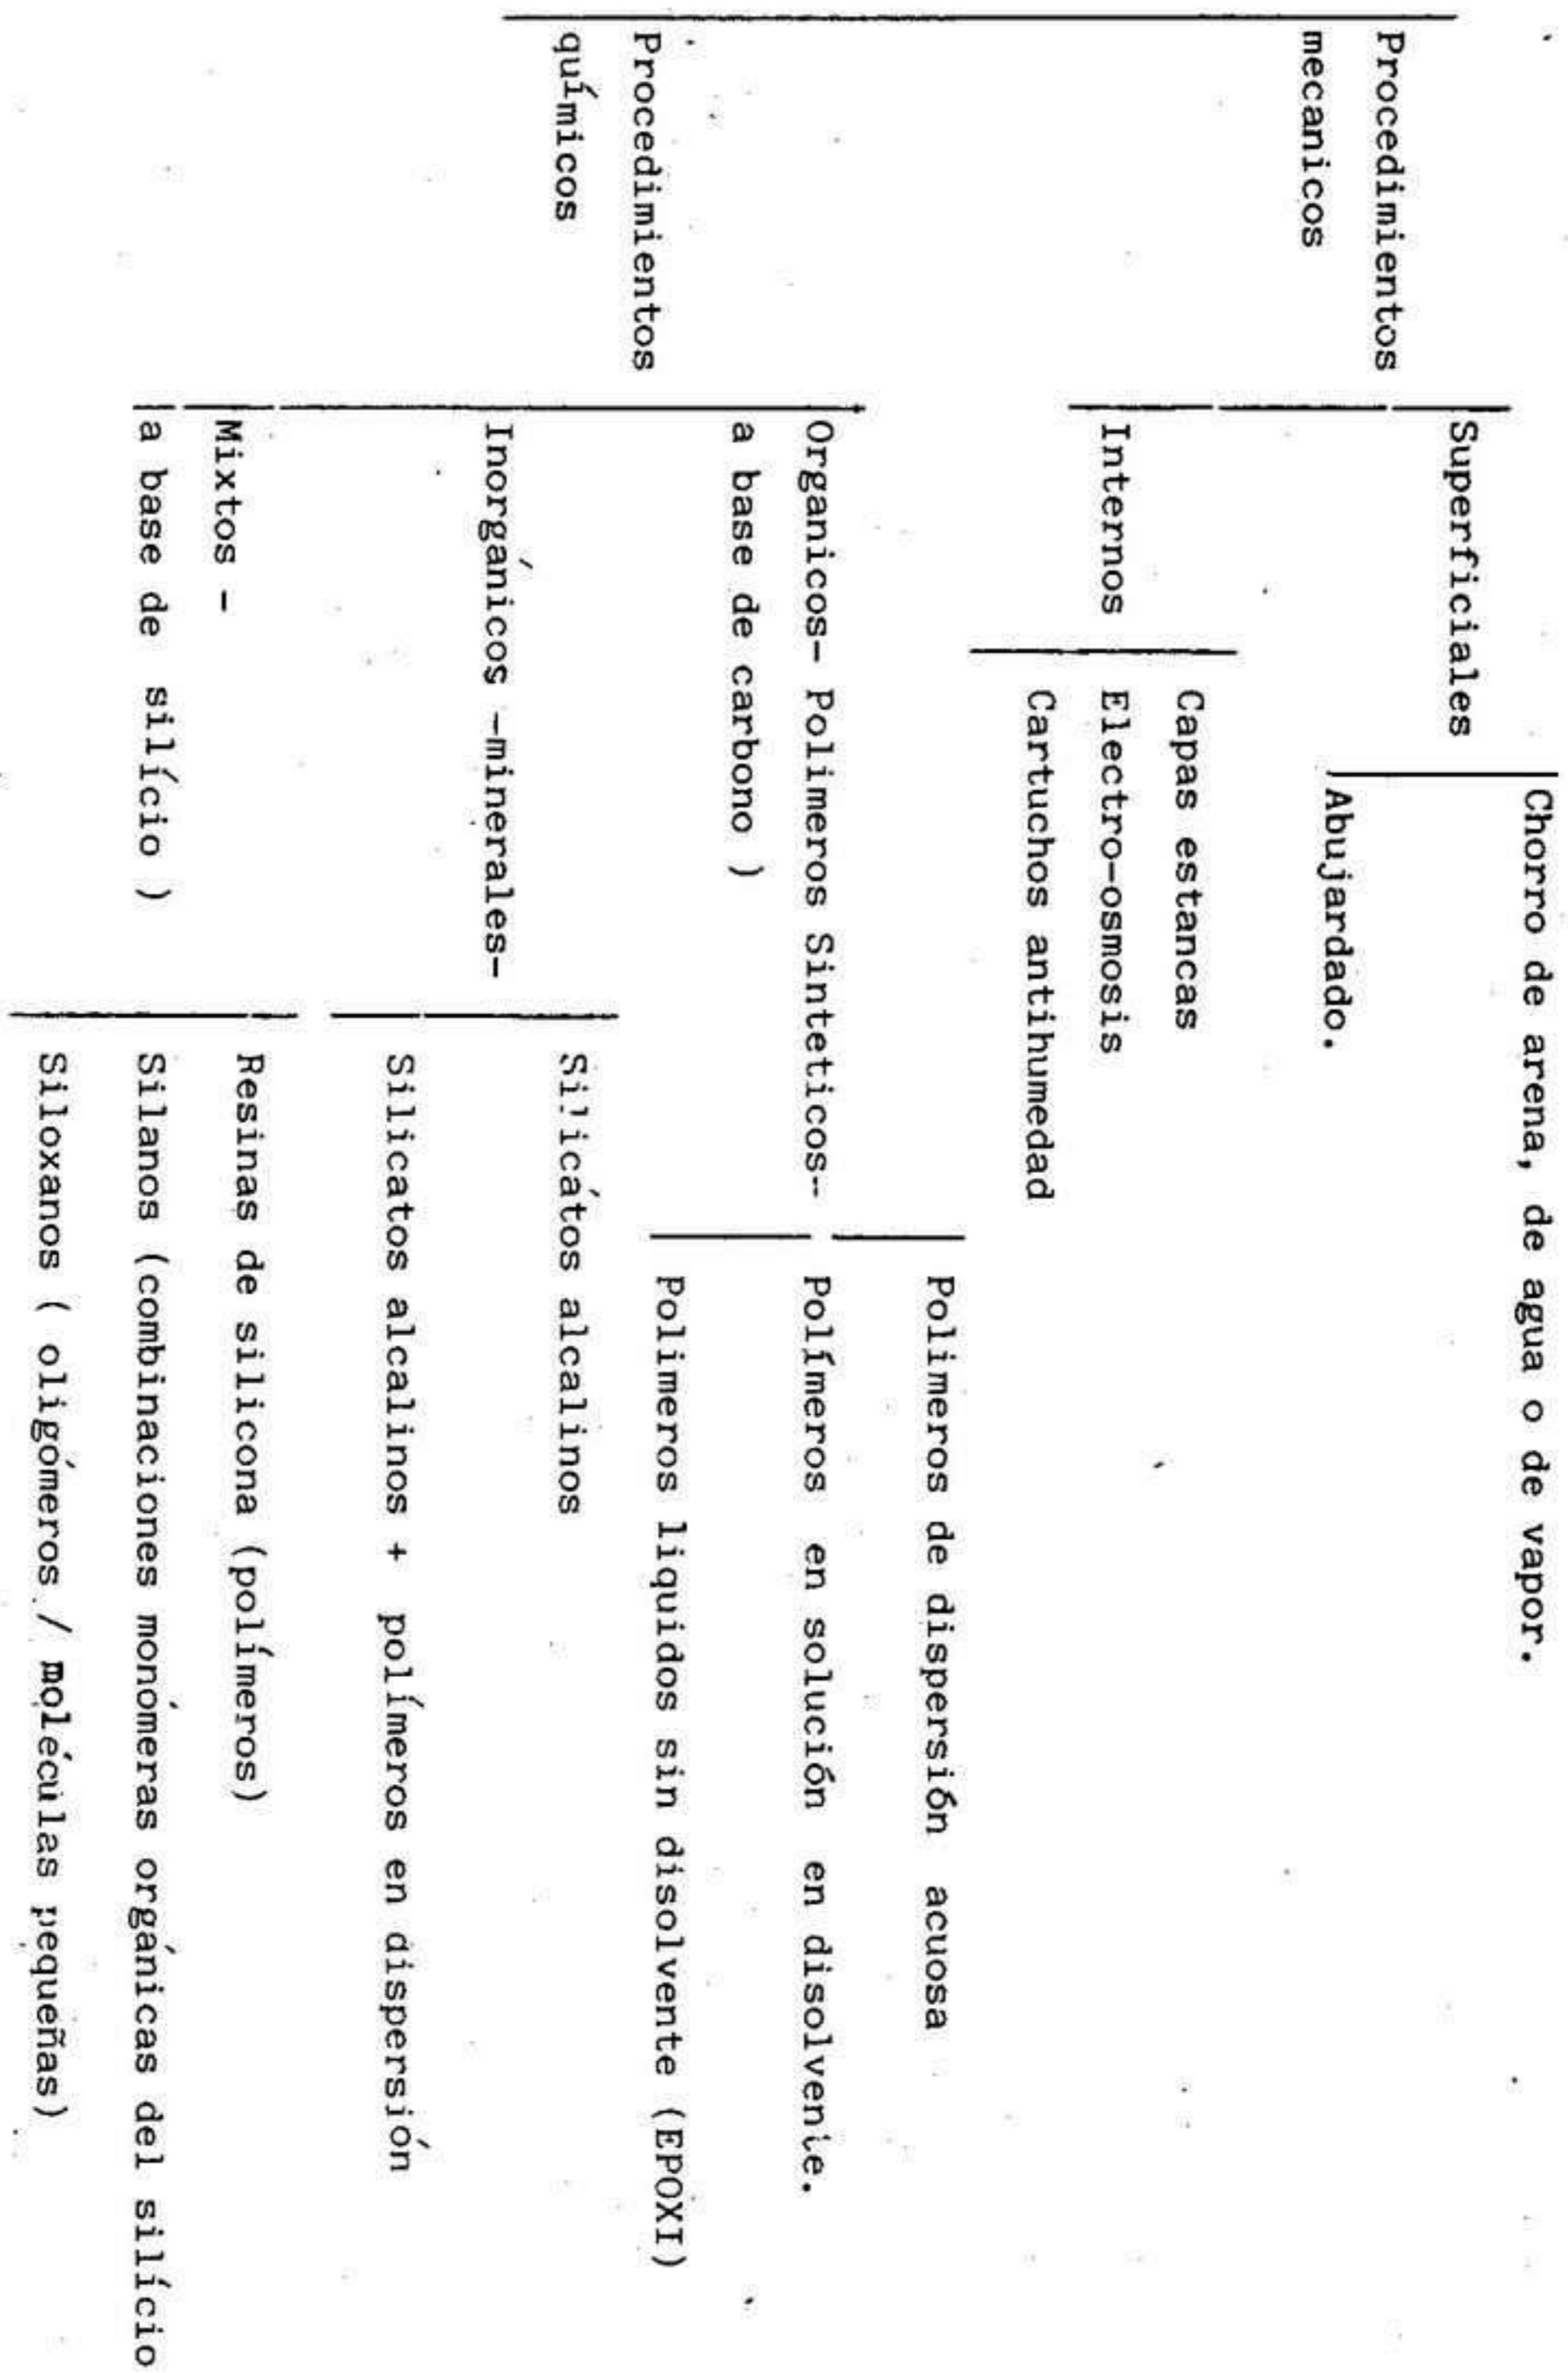 Procedimientos
mecanicos
Superficiales
Chorro de arena, de agua o de vapor.
Abujardado.
Internos
Capas estancas
Electro-osmosis
Cartuchos antihumedad
Procedimientos
químicos
Organicos- Polimeros Sinteticos--
a base de carbono )
Polimeros de dispersión acuosa
Polímeros en solución en disolvente.
Polimeros liquidos sin disolvente (EPOXI)
Inorgánicos -minerales-
Silicátos alcalinos
Silicatos alcalinos + polímeros en dispersión
Mixtos -
a base de silício )
Resinas de silicona (polímeros)
Silanos (combinaciones monómeras orgánicas del silício
Siloxanos ( oligómeros / moléculas pequeñas)